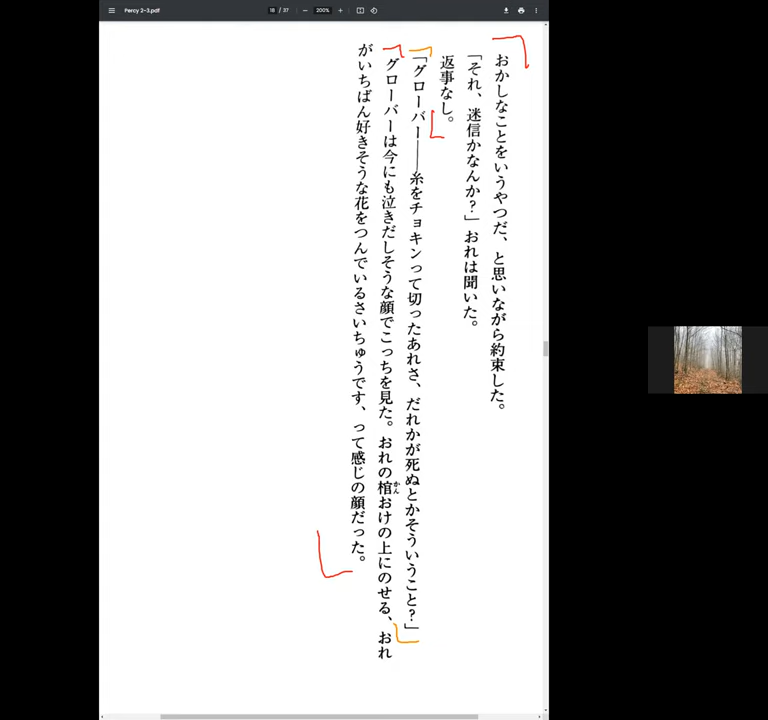 Percy 2-3.pdf
18 / 37
200%
おかしなことをいうやつだ、と思いながら約束した。
「それ、迷信かなんか?」おれは聞いた。
返事なし。
「グローバー――糸をチョキンって切ったあれさ、だれかが死ぬとかそういうこと?」
グローバーは今にも泣きだしそうな顔でこっちを見た。おれの棺おけの上にのせる、おれ
かん
がいちばん好きそうな花をつんでいるさいちゅうです、って感じの顔だった。